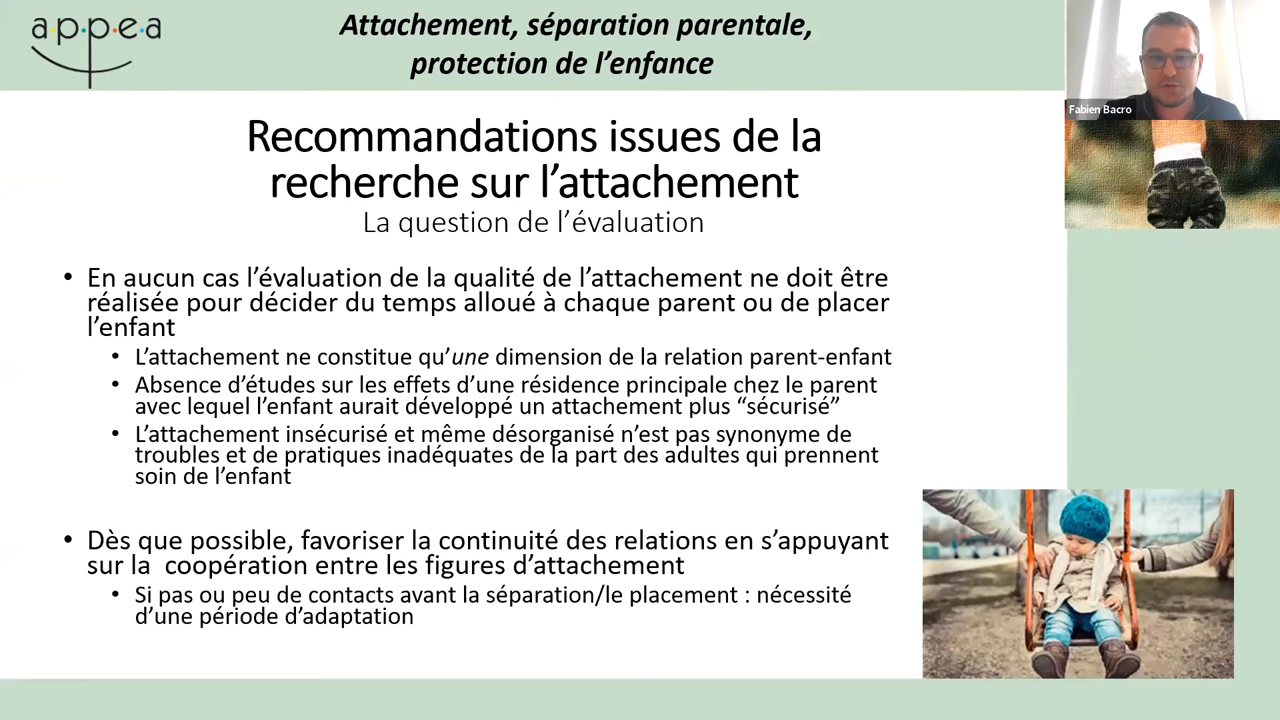 appea
Attachement, séparation parentale,
protection de l’enfance
Fabien Bacro
Recommandations issues de la
recherche sur l’attachement
La question de l’évaluation
• En aucun cas l’évaluation de la qualité de l’attachement ne doit être
réalisée pour décider du temps alloué à chaque parent ou de placer
l’enfant
• L’attachement ne constitue qu’une dimension de la relation parent-enfant
• Absence d’études sur les effets d’une résidence principale chez le parent
avec lequel l’enfant aurait développé un attachement plus “sécurisé”
• L’attachement insécurisé et même désorganisé n’est pas synonyme de
troubles et de pratiques inadéquates de la part des adultes qui prennent
soin de l’enfant
• Dès que possible, favoriser la continuité des relations en s’appuyant
sur la  coopération entre les figures d’attachement
• Si pas ou peu de contacts avant la séparation/le placement : nécessité
d’une période d’adaptation